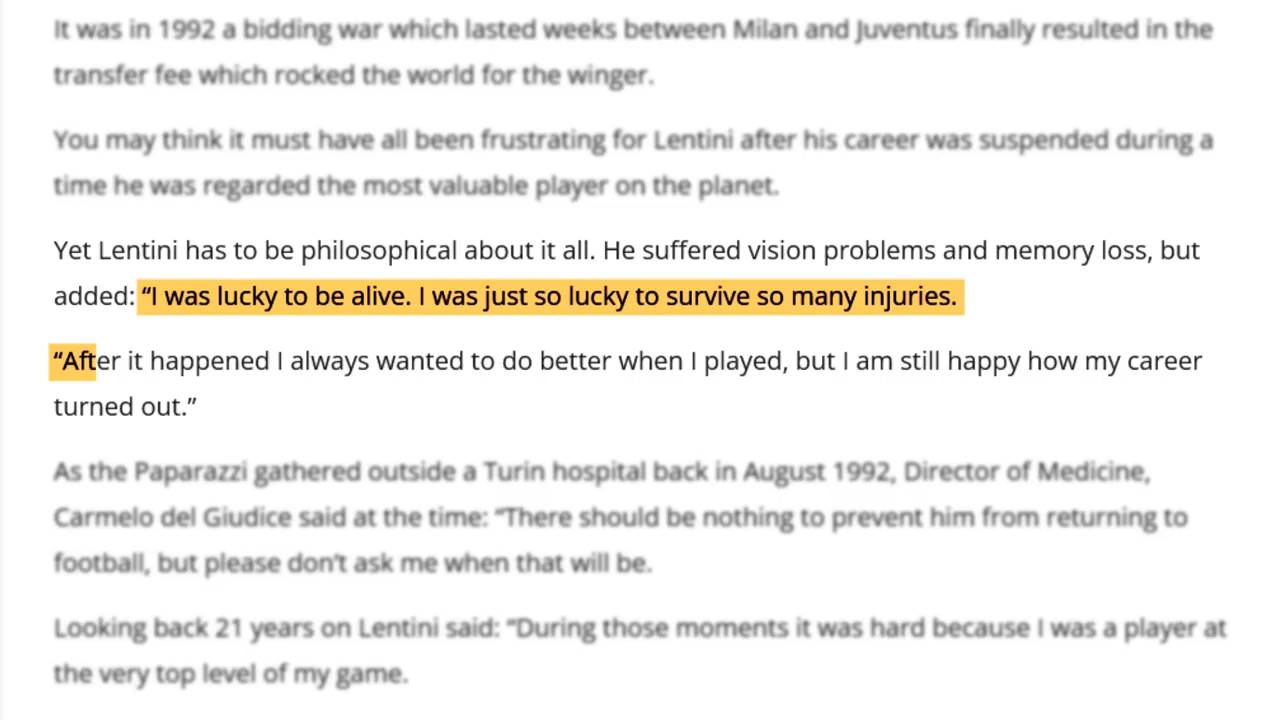 It was in 1992 a bidding war which lasted weeks between Milan and Juventus finally resulted in the
transfer fee which rocked the world for the winger.
You may think it must have all been frustrating for Lentini after his career was suspended during a
time he was regarded the most valuable player on the planet.
Yet Lentini has to be philosophical about it all. He suffered vision problems and memory loss, but
added: “I was lucky to be alive. I was just so lucky to survive so many injuries.
“After it happened I always wanted to do better when I played, but I am still happy how my career
turned out.”
As the Paparazzi gathered outside a Turin hospital back in August 1992, Director of Medicine,
Carmelo del Giudice said at the time: “There should be nothing to prevent him from returning to
football, but please don’t ask me when that will be.
Looking back 21 years on Lentini said: “During those moments it was hard because I was a player at
the very top level of my game.